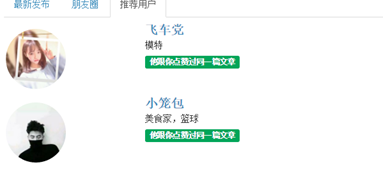 最新发布 朋友圈 推荐用户
飞车党
模特
他跟你点赞过同一篇文章
小笼包
美食家，篮球
他跟你点赞过同一篇文章